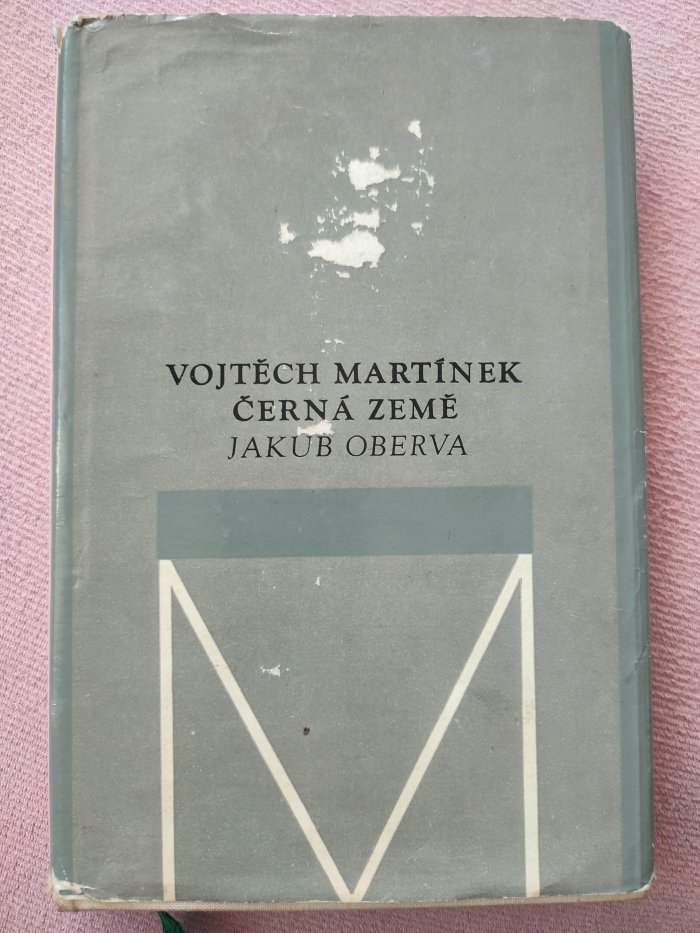 VOJTĚCH MARTÍNEK
ČERNÁ ZEMĚ
JAKUB OBERVA
M